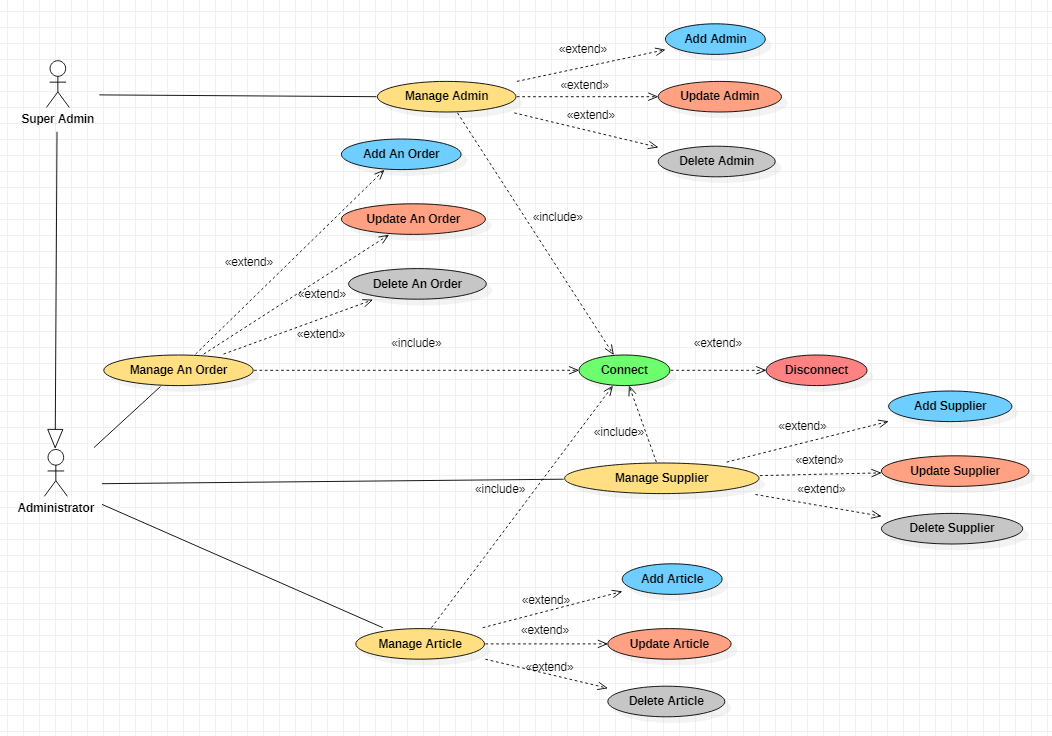 Add Admin
«extend»
«extend»
Manage Admin
Update Admin
Super Admin
«extend»
Add An Order
Delete Admin
Update An Order
«include»
«extend»
Delete An Order
«extend»
«extend»
«include»
«extend»
Manage An Order
Connect
Disconnect
Add Supplier
«extend»
«include»
«extend»
Update Supplier
Manage Supplier
«include»
«extend»
Administrator
Delete Supplier
Add Article
«extend»
«extend»
Manage Article
Update Article
«extend»
Delete Article